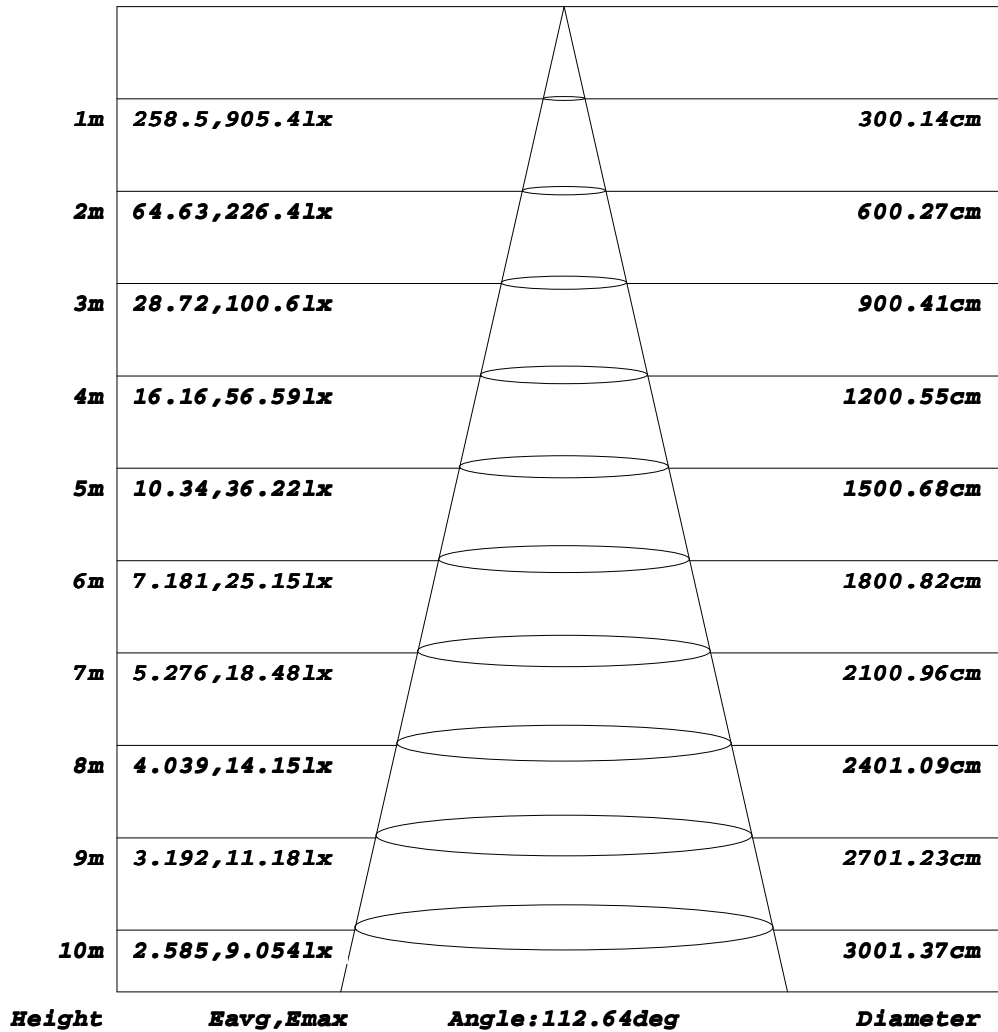 1m 258.5,905.4lx 300.14cm
2m 64.63,226.4lx 600.27cm
3m 28.72,100.6lx 900.41cm
4m 16.16,56.59lx 1200.55cm
5m 10.34,36.22lx 1500.68cm
6m 7.181,25.15lx 1800.82cm
7m 5.276,18.48lx 2100.96cm
8m 4.039,14.15lx 2401.09cm
9m 3.192,11.18lx 2701.23cm
10m 2.585,9.054lx 3001.37cm
Height Eavg,Emax Angle:112.64deg Diameter